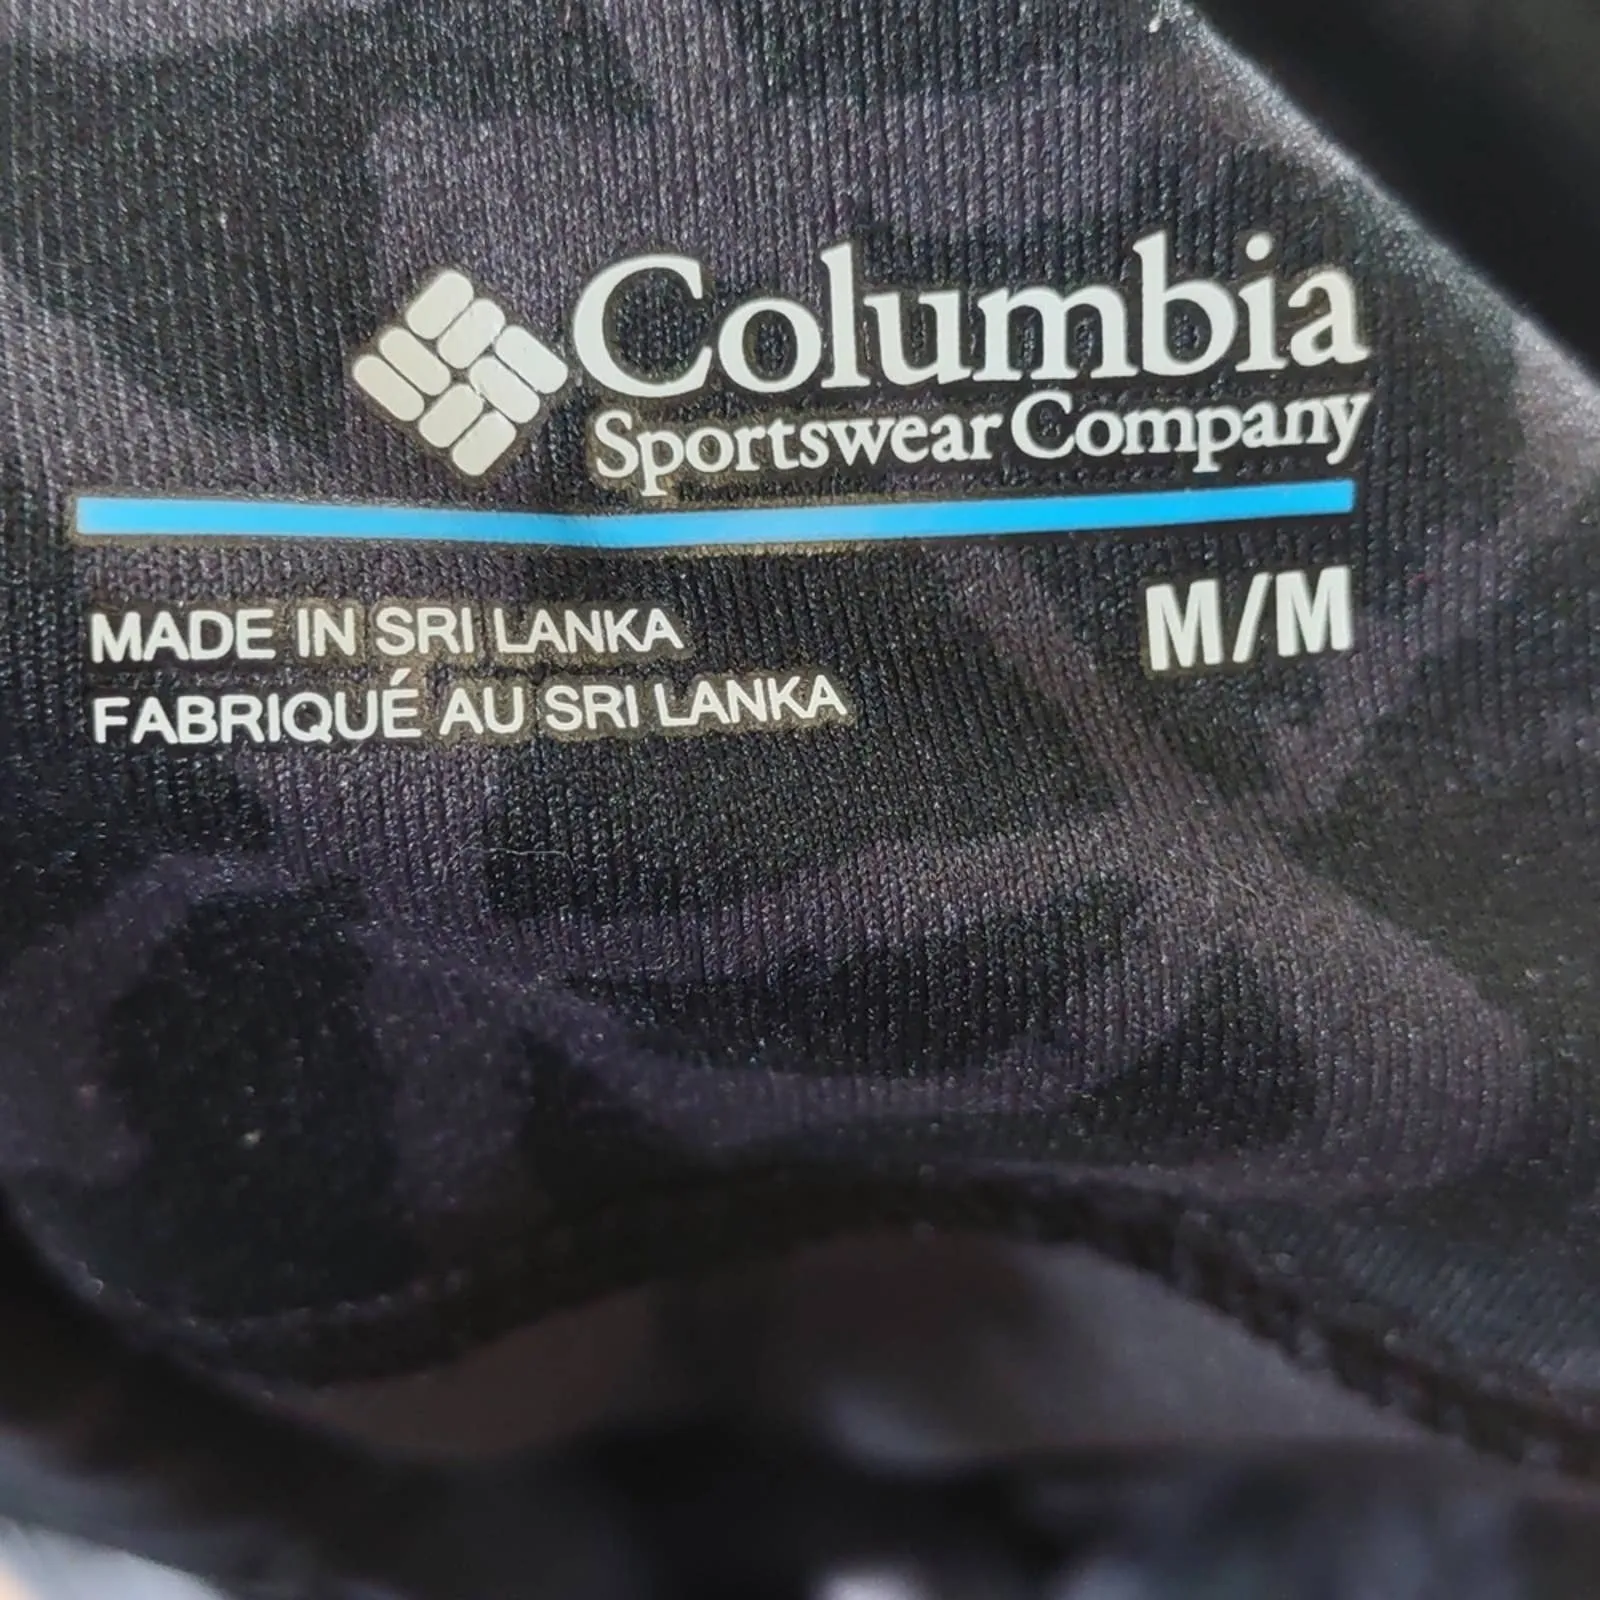 Columbia
Sportswear Company
MADE IN SRI LANKA
M/M
FABRIQUÉ AU SRI LANKA